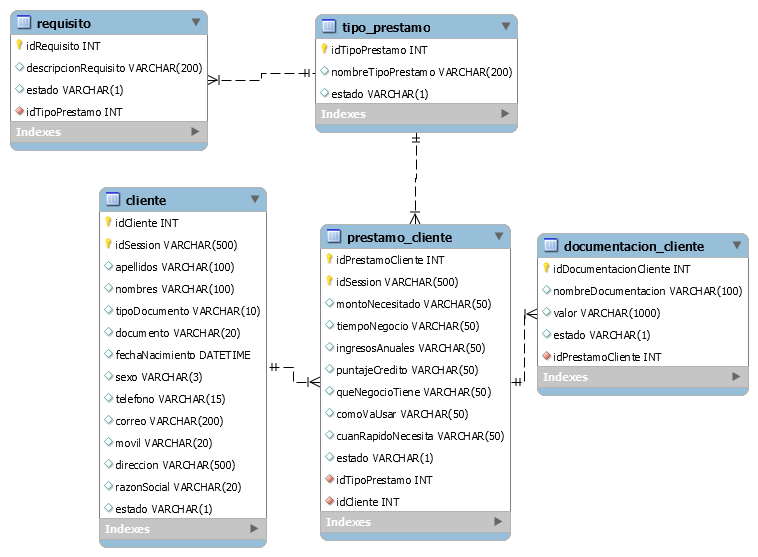 requisito
idRequisito INT
descripcionRequisito VARCHAR(200)
estado VARCHAR(1)
idTipoPrestamo INT
Indexes
tipo_prestamo
idTipoPrestamo INT
nombreTipoPrestamo VARCHAR(200)
estado VARCHAR(1)
Indexes
cliente
idCliente INT
idSession VARCHAR(500)
apellidos VARCHAR(100)
nombres VARCHAR(100)
tipoDocumento VARCHAR(10)
documento VARCHAR(20)
fechaNacimiento DATETIME
sexo VARCHAR(3)
telefono VARCHAR(15)
correo VARCHAR(200)
movil VARCHAR(20)
direccion VARCHAR(500)
razonSocial VARCHAR(20)
estado VARCHAR(1)
Indexes
prestamo_cliente
idPrestamoCliente INT
idSession VARCHAR(500)
montoNecesitado VARCHAR(50)
tiempoNegocio VARCHAR(50)
ingresosAnuales VARCHAR(50)
puntajeCredito VARCHAR(50)
queNegocioTiene VARCHAR(50)
comoVaUsar VARCHAR(50)
cuanRapidoNecesita VARCHAR(50)
estado VARCHAR(1)
idTipoPrestamo INT
idCliente INT
Indexes
documentacion_cliente
idDocumentacionCliente INT
nombreDocumentacion VARCHAR(100)
valor VARCHAR(1000)
estado VARCHAR(1)
idPrestamoCliente INT
Indexes